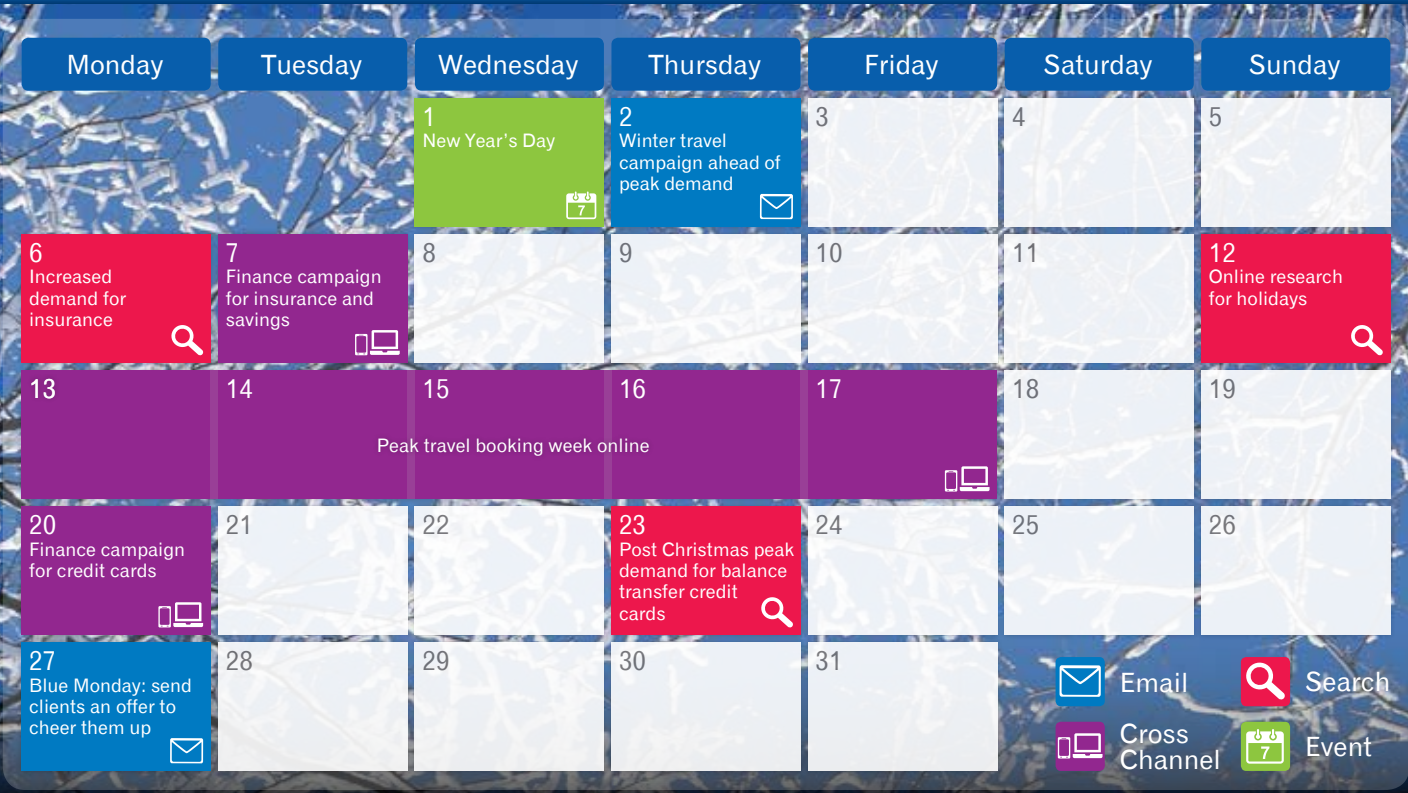 Monday
Tuesday
Wednesday
Thursday
Friday
Saturday
Sunday
1
New Year's Day
7
2
Winter travel
campaign ahead of
peak demand
3
4
5
6
Increased
demand for
insurance
7
Finance campaign
for insurance and
savings
8
9
10
11
12
Online research
for holidays
13
14
15
16
17
Peak travel booking week online
18
19
20
Finance campaign
for credit cards
21
22
23
Post Christmas peak
demand for balance
transfer credit
cards
24
25
26
27
Blue Monday: send
clients an offer to
cheer them up
28
29
30
31
Email
Search
Cross
Channel
7
Event